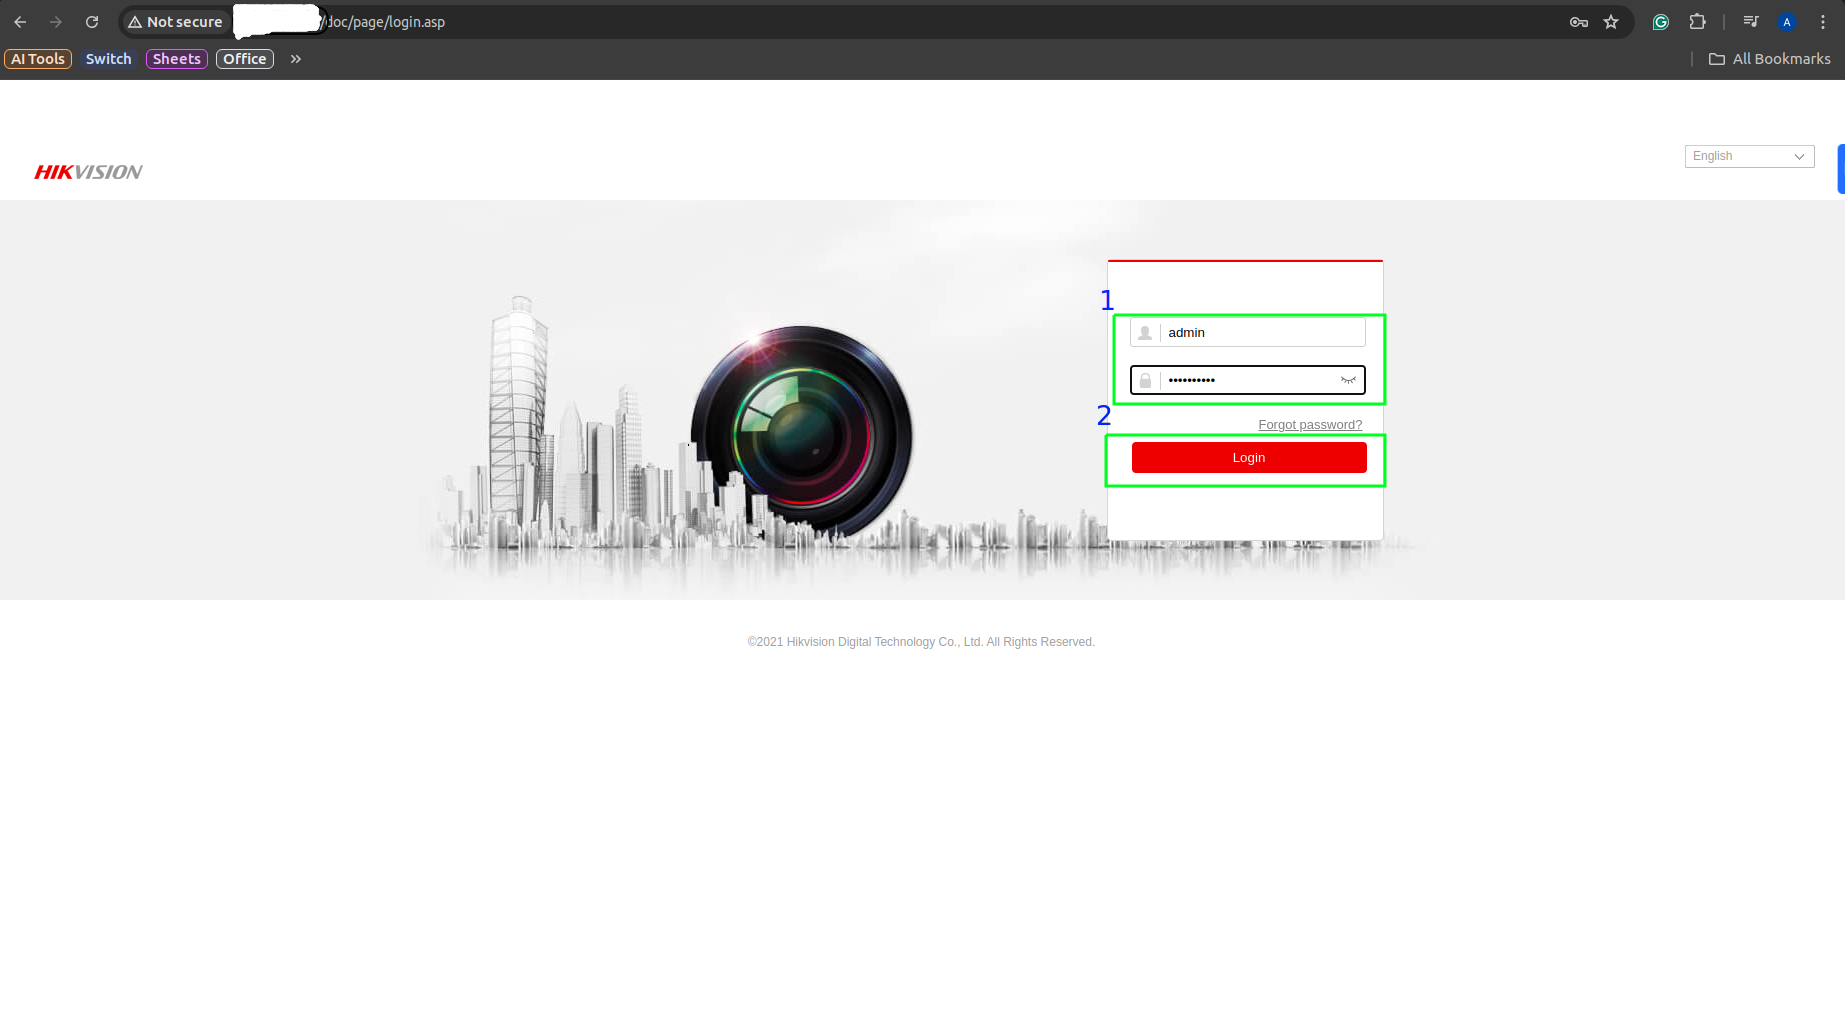 Not secure /doc/page/login.asp
A
AI Tools Switch Sheets Office » All Bookmarks
English
HIKVISION
1
admin
••••••••••
2
Forgot password?
Login
©2021 Hikvision Digital Technology Co., Ltd. All Rights Reserved.